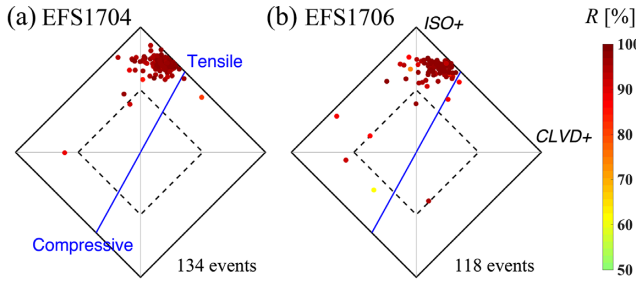 (a) EFS1704
(b) EFS1706
ISO+
R [%]
Tensile
CLVD+
Compressive
134 events
118 events
100
90
80
70
60
50